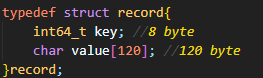 typedef struct record{
    int64_t key; //8 byte
    char value[120]; //120 byte
}record;